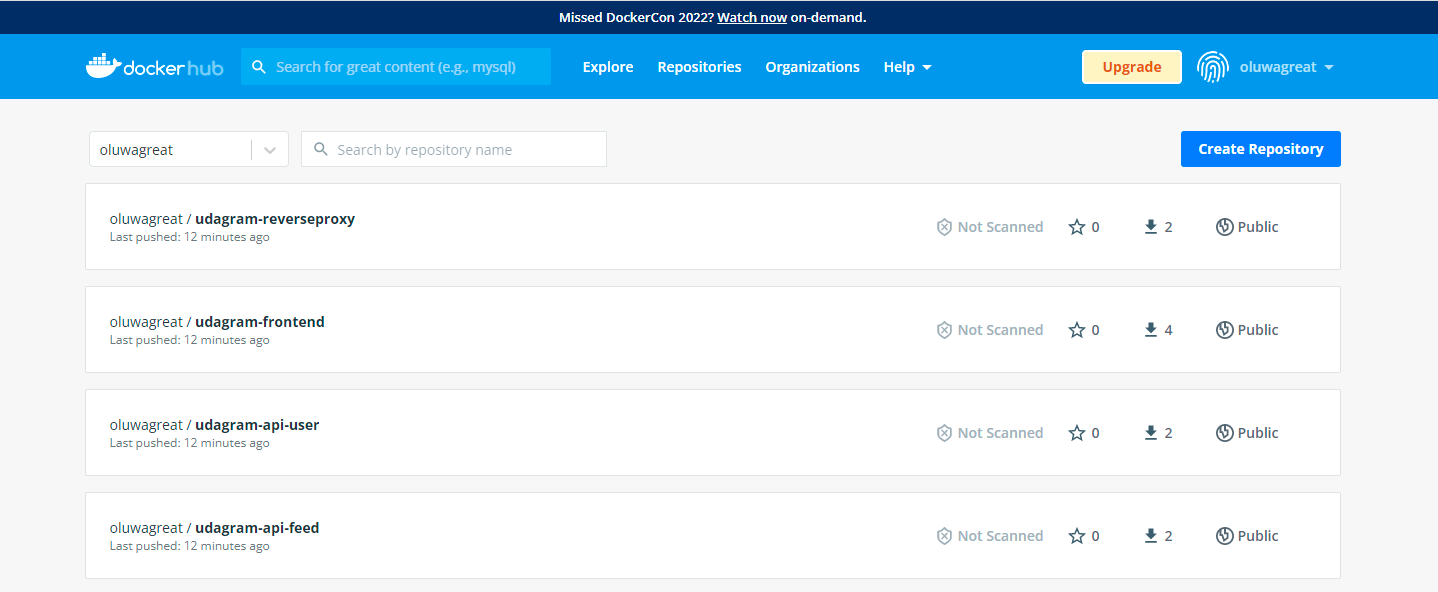 Missed DockerCon 2022? Watch now on-demand.
dockerhub Search for great content (e.g., mysql) Explore Repositories Organizations Help Upgrade oluwagreat
oluwagreat Search by repository name Create Repository
oluwagreat / udagram-reverseproxy
Last pushed: 12 minutes ago
Not Scanned 0 2 Public
oluwagreat / udagram-frontend
Last pushed: 12 minutes ago
Not Scanned 0 4 Public
oluwagreat / udagram-api-user
Last pushed: 12 minutes ago
Not Scanned 0 2 Public
oluwagreat / udagram-api-feed
Last pushed: 12 minutes ago
Not Scanned 0 2 Public